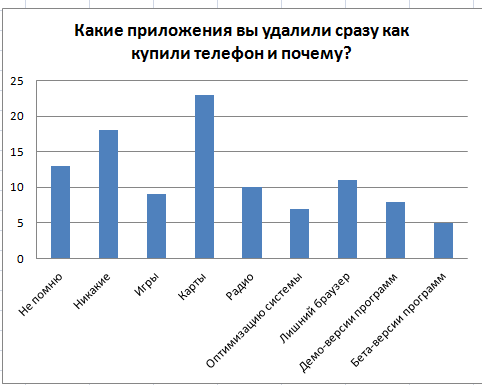 Какие приложения вы удалили сразу как
купили телефон и почему?
25
20
15
10
5
0
Не помню
Никакие
Игры
Карты
Радио
Оптимизацию системы
Лишний браузер
Демо-версии программ
Бета-версии программ